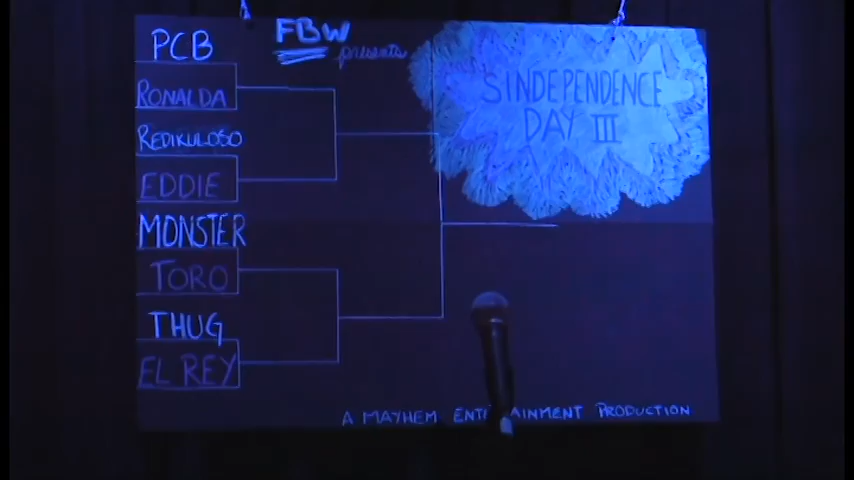 FBW
presents
SINDEPENDENCE
DAY III
PCB
RONALDA
REDIKULOSO
EDDIE
MONSTER
TORO
THUG
EL REY
A MAYHEM ENTERTAINMENT PRODUCTION